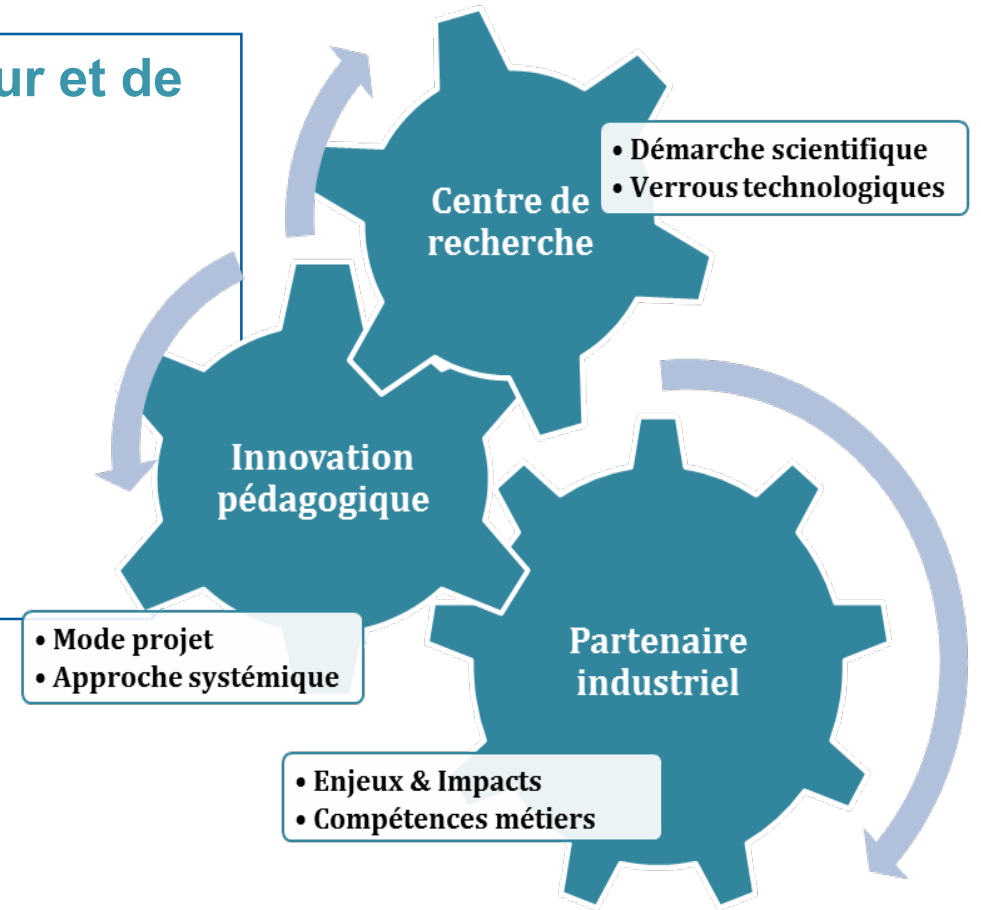 ur et de
• Démarche scientifique
• Verrous technologiques
Centre de
recherche
Innovation
pédagogique
• Mode projet
• Approche systémique
Partenaire
industriel
• Enjeux & Impacts
• Compétences métiers